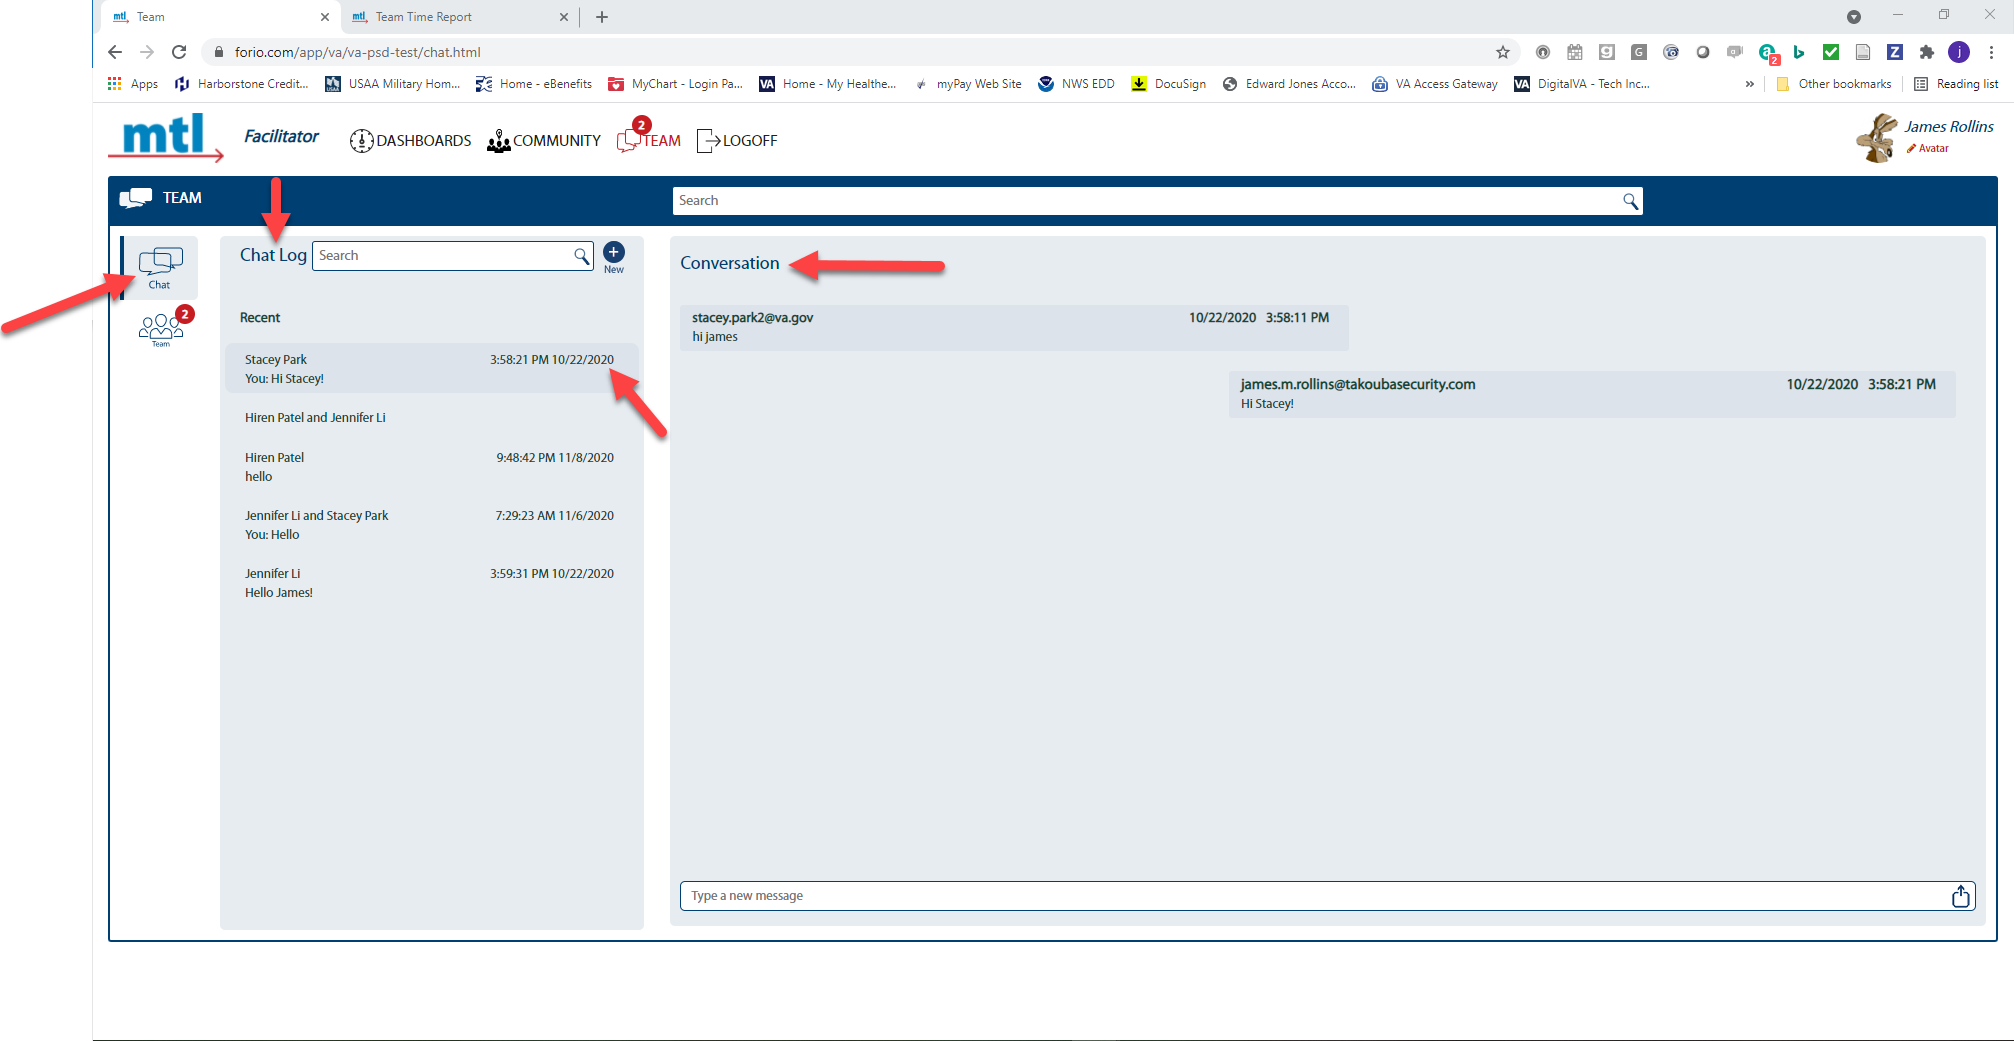 mtl Team
mtl Team Time Report
forio.com/app/va/va-psd-test/chat.html
2
j
Apps
Harborstone Credit...
USAA Military Hom...
Home - eBenefits
MyChart - Login Pa...
VA Home - My Healthe...
myPay Web Site
NWS EDD
DocuSign
Edward Jones Acco...
VA Access Gateway
VA DigitalVA - Tech Inc...
»
Other bookmarks
Reading list
mtl
Facilitator
DASHBOARDS
COMMUNITY
2
TEAM
LOGOFF
James Rollins
Avatar
TEAM
Search
Chat
2
Team
Chat Log
Search
New
Recent
Stacey Park 3:58:21 PM 10/22/2020
You: Hi Stacey!
Hiren Patel and Jennifer Li
Hiren Patel 9:48:42 PM 11/8/2020
hello
Jennifer Li and Stacey Park 7:29:23 AM 11/6/2020
You: Hello
Jennifer Li 3:59:31 PM 10/22/2020
Hello James!
Conversation
stacey.park2@va.gov 10/22/2020 3:58:11 PM
hi james
james.m.rollins@takoubasecurity.com 10/22/2020 3:58:21 PM
Hi Stacey!
Type a new message